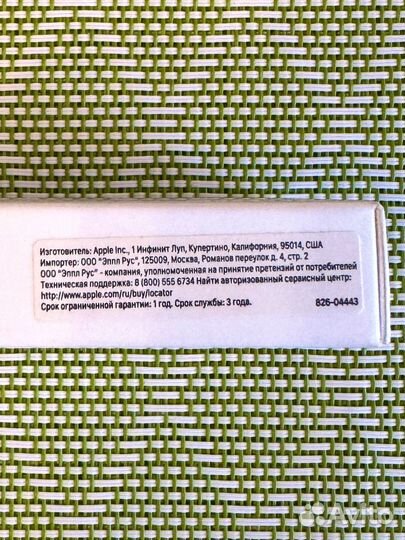 Изготовитель: Apple Inc., 1 Инфинит Луп, Купертино, Калифорния, 95014, США
Импортер: ООО "Эппл Рус", 125009, Москва, Романов переулок д. 4, стр. 2
ООО "Эппл Рус" - компания, уполномоченная на принятие претензий от потребителей
Техническая поддержка: 8 (800) 555 6734 Найти авторизованный сервисный центр:
http://www.apple.com/ru/buy/locator
Срок ограниченной гарантии: 1 год. Срок службы: 3 года. 826-04443
Avito